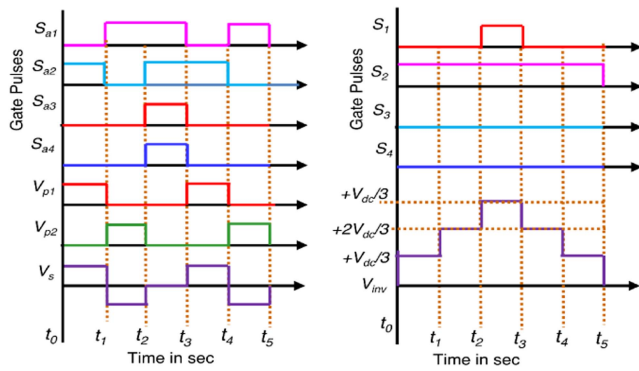 Gate Pulses
Sa1
Sa2
Sa3
Sa4
Vp1
Vp2
Vs
t0 t1 t2 t3 t4 t5
Time in sec
Gate Pulses
S1
S2
S3
S4
+Vdc/3
+2Vdc/3
+Vdc/3
Vinv
t0 t1 t2 t3 t4 t5
Time in sec